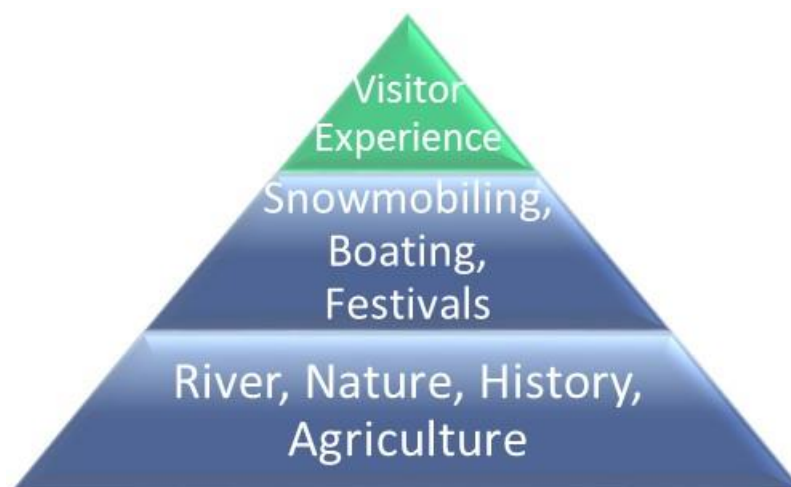 Visitor
Experience
Snowmobiling,
Boating,
Festivals
River, Nature, History,
Agriculture